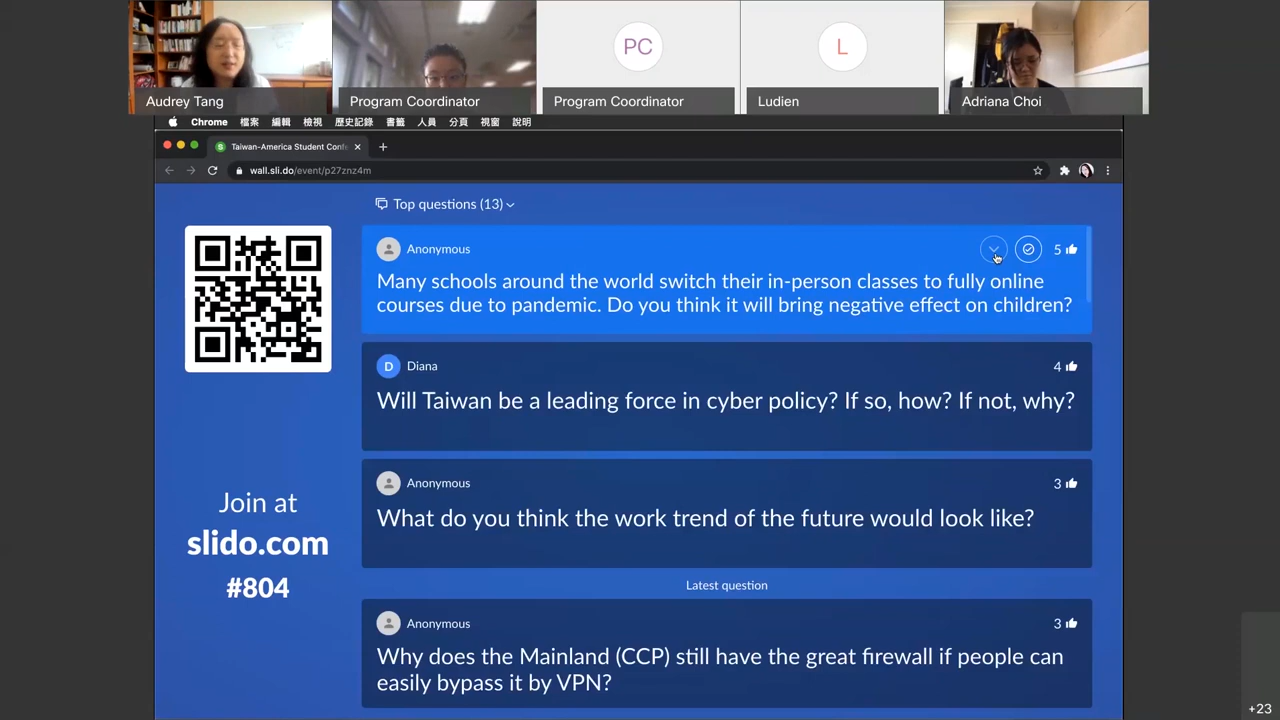 PC
L
Audrey Tang
Program Coordinator
Program Coordinator
Ludien
Adriana Choi
Chrome 檔案 編輯 檢視 歷史記錄 書籤 人員 分頁 視窗 說明
Taiwan-America Student Confe
wall.sli.do/event/p27znz4m
Top questions (13)
Anonymous
5
Many schools around the world switch their in-person classes to fully online
courses due to pandemic. Do you think it will bring negative effect on children?
D
Diana
4
Will Taiwan be a leading force in cyber policy? If so, how? If not, why?
Anonymous
3
What do you think the work trend of the future would look like?
Join at
slido.com
#804
Latest question
Anonymous
3
Why does the Mainland (CCP) still have the great firewall if people can
easily bypass it by VPN?
+23